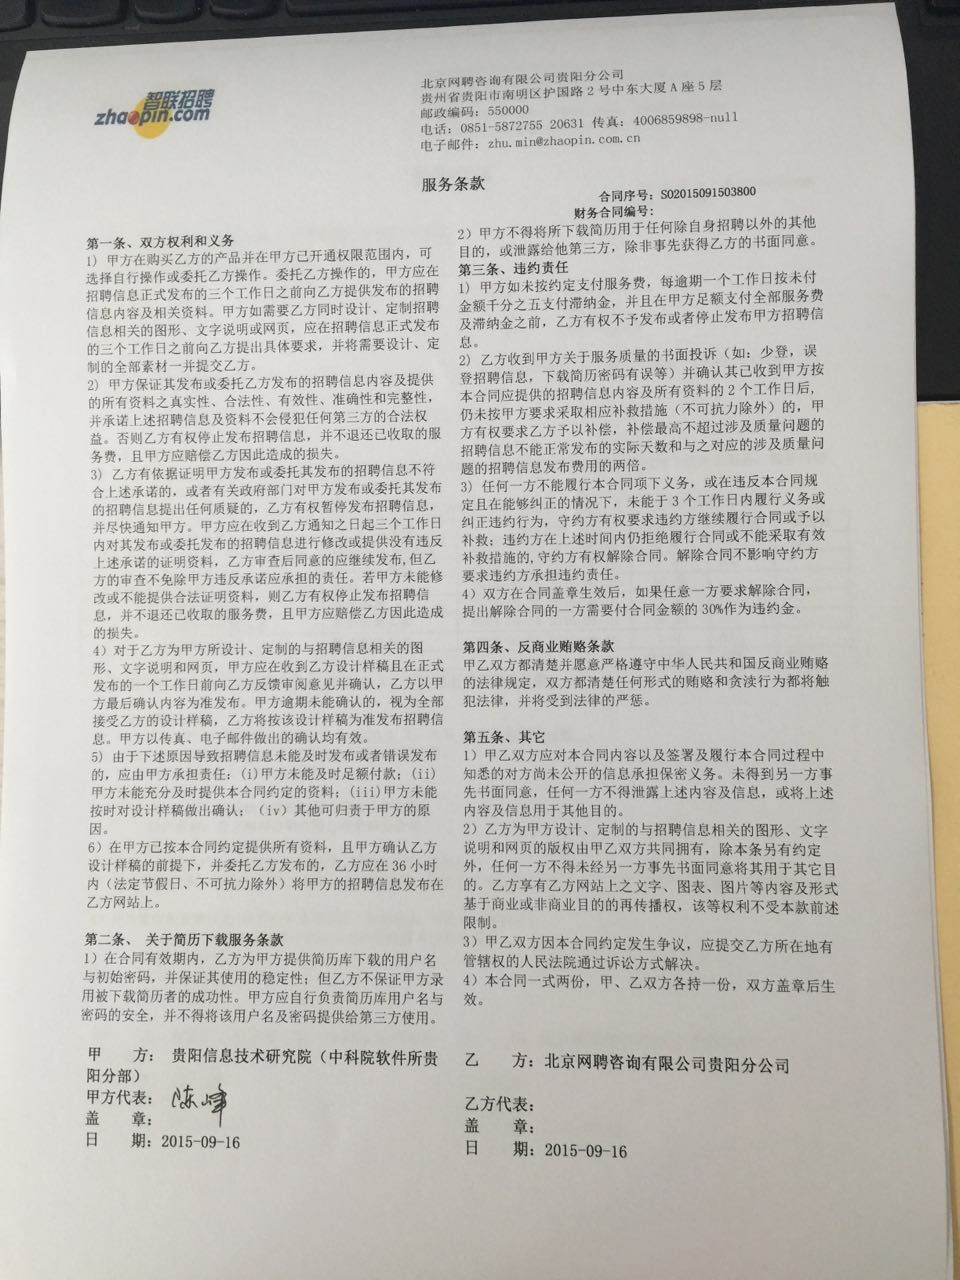 智联招聘
zhaopin.com
北京网聘咨询有限公司贵阳分公司
贵州省贵阳市南明区护国路 2 号中东大厦 A 座 5 层
邮政编码：550000
电话：0851-5872755 20631 传真：4006859898-null
电子邮件：zhu.min@zhaopin.com.cn
服务条款
合同序号：SO2015091503800
财务合同编号：
第一条、双方权利和义务
1）甲方在购买乙方的产品并在甲方已开通权限范围内，可
选择自行操作或委托乙方操作。委托乙方操作的，甲方应在
招聘信息正式发布的三个工作日之前向乙方提供发布的招聘
信息内容及相关资料。甲方如需要乙方同时设计、定制招聘
信息相关的图形、文字说明或网页，应在招聘信息正式发布
的三个工作日之前向乙方提出具体要求，并将需要设计、定
制的全部素材一并提交乙方。
2）甲方保证其发布或委托乙方发布的招聘信息内容及提供
的所有资料之真实性、合法性、有效性、准确性和完整性，
并承诺上述招聘信息及资料不会侵犯任何第三方的合法权
益。否则乙方有权停止发布招聘信息，并不退还已收取的服
务费，且甲方应赔偿乙方因此造成的损失。
3）乙方有依据证明甲方发布或委托其发布的招聘信息不符
合上述承诺的，或者有关政府部门对甲方发布或委托其发布
的招聘信息提出任何质疑的，乙方有权暂停发布招聘信息，
并尽快通知甲方。甲方应在收到乙方通知之日起三个工作日
内对其发布或委托发布的招聘信息进行修改或提供没有违反
上述承诺的证明资料，乙方审查后同意的应继续发布,但乙
方的审查不免除甲方违反承诺应承担的责任。若甲方未能修
改或不能提供合法证明资料，则乙方有权停止发布招聘信
息，并不退还已收取的服务费，且甲方应赔偿乙方因此造成
的损失。
4）对于乙方为甲方所设计、定制的与招聘信息相关的图
形、文字说明和网页，甲方应在收到乙方设计样稿且在正式
发布的一个工作日前向乙方反馈审阅意见并确认，乙方以甲
方最后确认内容为准发布。甲方逾期未能确认的，视为全部
接受乙方的设计样稿，乙方将按该设计样稿为准发布招聘信
息。甲方以传真、电子邮件做出的确认均有效。
5）由于下述原因导致招聘信息未能及时发布或者错误发布
的，应由甲方承担责任：(i)甲方未能及时足额付款；(ii)
甲方未能充分及时提供本合同约定的资料；(iii)甲方未能
按时对设计样稿做出确认；（iv）其他可归责于甲方的原
因。
6）在甲方已按本合同约定提供所有资料，且甲方确认乙方
设计样稿的前提下，并委托乙方发布的，乙方应在 36 小时
内（法定节假日、不可抗力除外）将甲方的招聘信息发布在
乙方网站上。
第二条、 关于简历下载服务条款
1）在合同有效期内，乙方为甲方提供简历库下载的用户名
与初始密码，并保证其使用的稳定性；但乙方不保证甲方录
用被下载简历者的成功性。甲方应自行负责简历库用户名与
密码的安全，并不得将该用户名及密码提供给第三方使用。
2）甲方不得将所下载简历用于任何除自身招聘以外的其他
目的，或泄露给他第三方，除非事先获得乙方的书面同意。
第三条、违约责任
1）甲方如未按约定支付服务费，每逾期一个工作日按未付
金额千分之五支付滞纳金，并且在甲方足额支付全部服务费
及滞纳金之前，乙方有权不予发布或者停止发布甲方招聘信
息。
2）乙方收到甲方关于服务质量的书面投诉（如：少登，误
登招聘信息，下载简历密码有误等）并确认其已收到甲方按
本合同应提供的招聘内容及所有资料的 2 个工作日后，
仍未按甲方要求采取相应补救措施（不可抗力除外）的，甲
方有权要求乙方予以补偿，补偿最高不超过涉及质量问题的
招聘信息不能正常发布的实际天数和与之对应的涉及质量问
题的招聘信息发布费用的两倍。
3）任何一方不能履行本合同项下义务，或在违反本合同规
定且在能够纠正的情况下，未能于 3 个工作日内履行义务或
纠正违约行为，守约方有权要求违约方继续履行合同或予以
补救；违约方在上述时间内仍拒绝履行合同或不能采取有效
补救措施的,守约方有权解除合同。解除合同不影响守约方
要求违约方承担违约责任。
4）双方在合同盖章生效后，如果任意一方要求解除合同，
提出解除合同的一方需要付合同金额的 30%作为违约金。
第四条、反商业贿赂条款
甲乙双方都清楚并愿意严格遵守中华人民共和国反商业贿赂
的法律规定，双方都清楚任何形式的贿赂和贪渎行为都将触
犯法律，并将受到法律的严惩。
第五条、其它
1）甲乙双方应对本合同内容以及签署及履行本合同过程中
知悉的对方尚未公开的信息承担保密义务。未得到另一方事
先书面同意，任何一方不得泄露上述内容及信息，或将上述
内容及信息用于其他目的。
2）乙方为甲方设计、定制的与招聘信息相关的图形、文字
说明和网页的版权由甲乙双方共同拥有，除本条另有约定
外，任何一方不得未经另一方事先书面同意将其用于其它目
的。乙方享有乙方网站上之文字、图表、图片等内容及形式
基于商业或非商业目的的再传播权，该等权利不受本款前述
限制。
3）甲乙双方因本合同约定发生争议，应提交乙方所在地有
管辖权的人民法院通过诉讼方式解决。
4）本合同一式两份，甲、乙双方各持一份，双方盖章后生
效。
甲 方： 贵阳信息技术研究院（中科院软件所贵
阳分部）
甲方代表： 陈峰
盖 章：
日 期：2015-09-16
乙 方：北京网聘咨询有限公司贵阳分公司
乙方代表：
盖 章：
日 期：2015-09-16